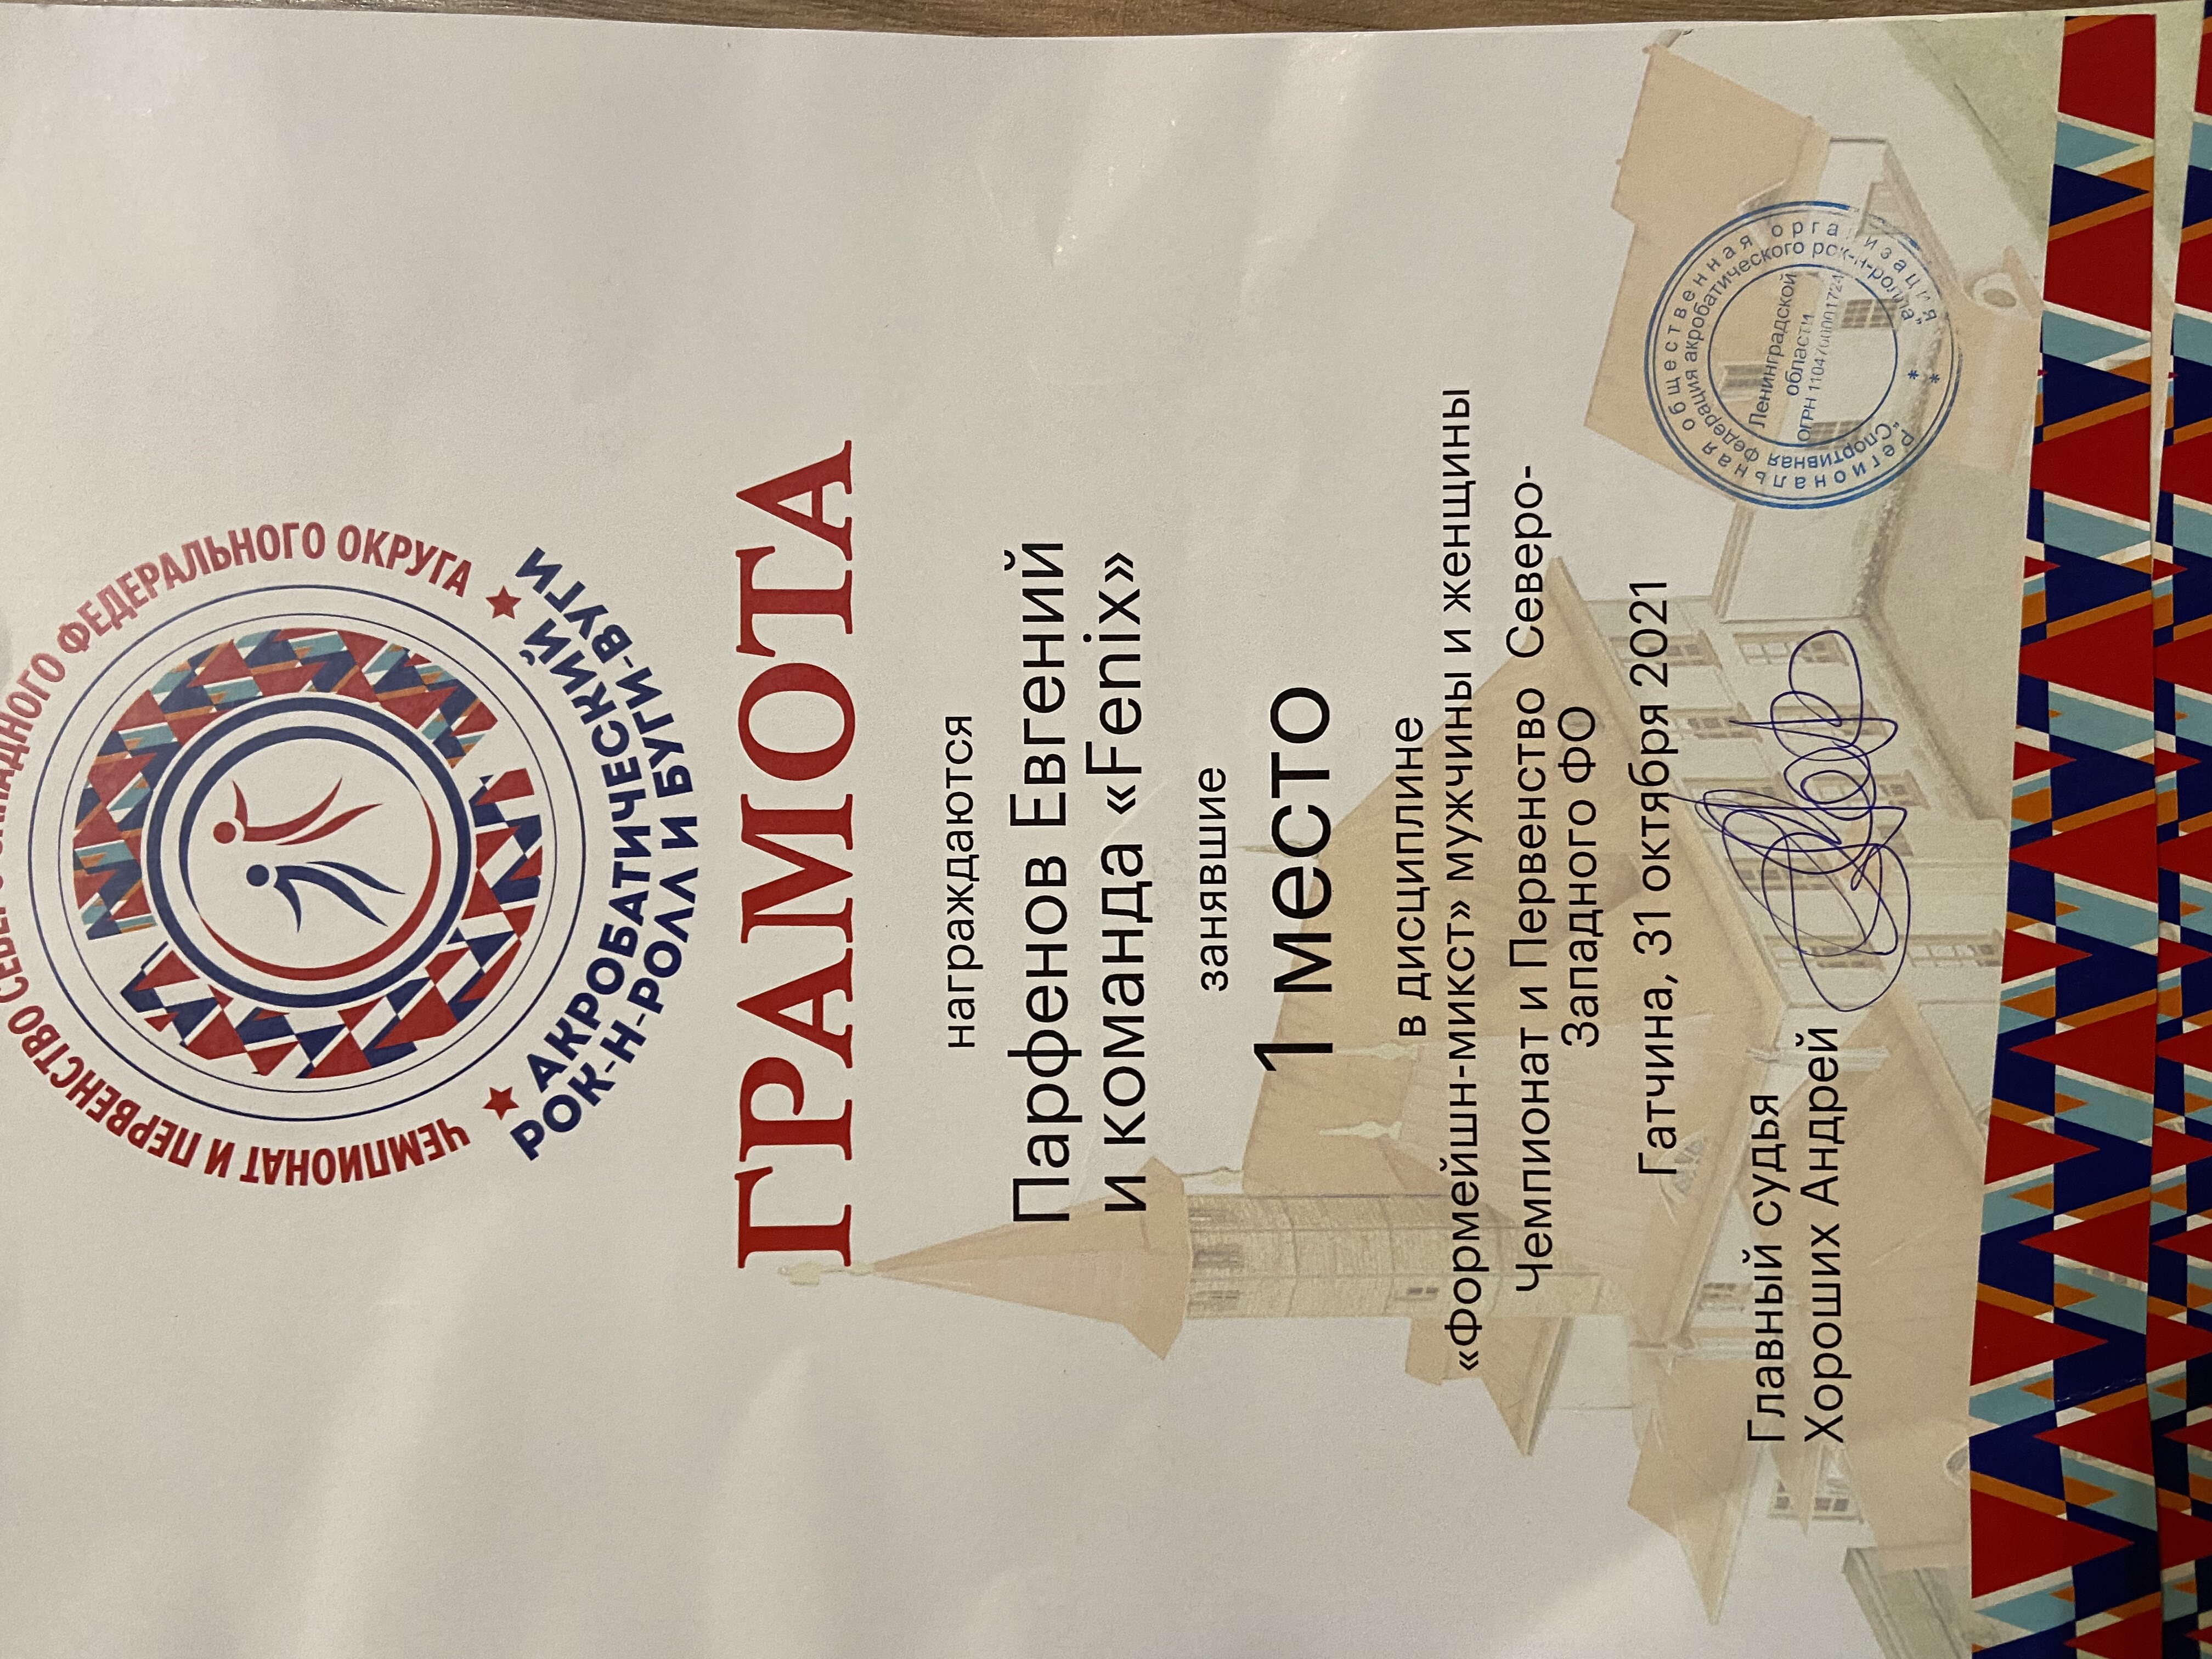 ЧЕМПИОНАТ И ПЕРВЕНСТВО СЕВЕРО-ЗАПАДНОГО ФЕДЕРАЛЬНОГО ОКРУГА
АКРОБАТИЧЕСКИЙ
РОК-Н-РОЛЛ И БУГИ-ВУГИ
ГРАМОТА
награждаются
Парфенов Евгений
и команда «Fenix»
занявшие
1 место
в дисциплине
«Формейшн-микст» мужчины и женщины
Чемпионат и Первенство Северо-
Западного ФО
Гатчина, 31 октября 2021
Главный судья
Хороших Андрей
Региональная общественная организация
"Спортивная федерация акробатического рок-н-ролла"
Ленинградской
области
ОГРН